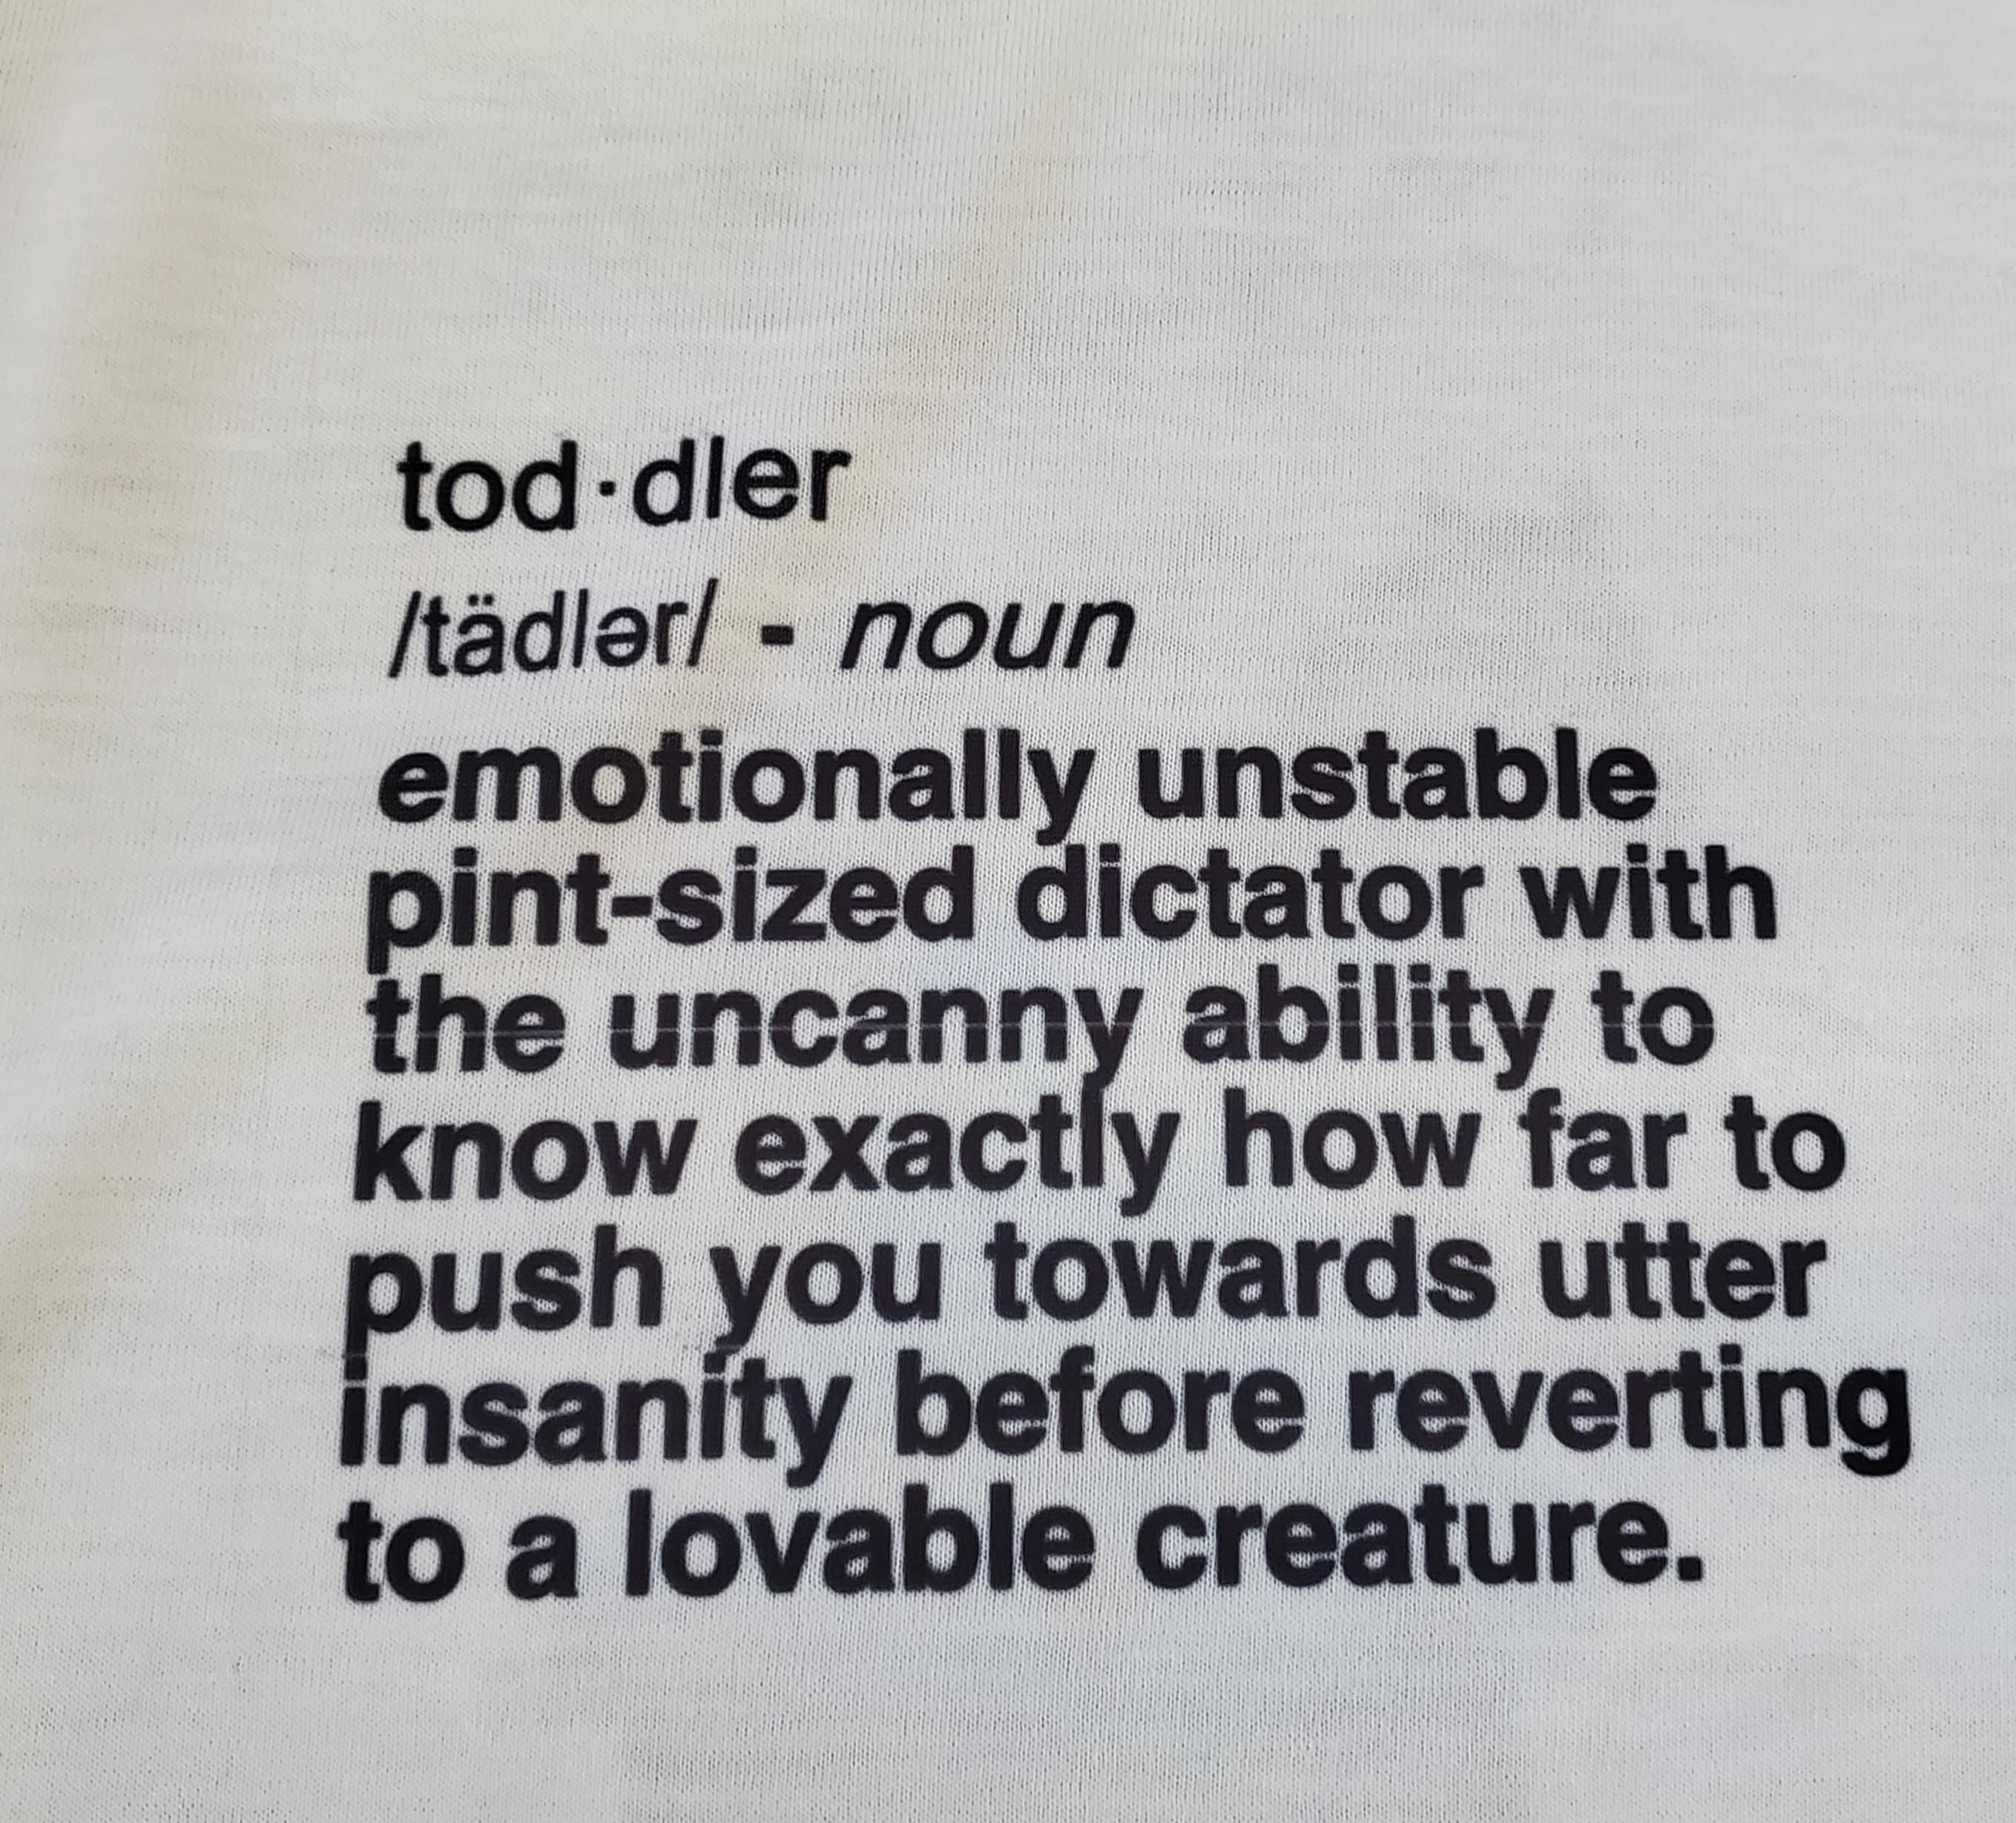 tod·dler
/tädlər/ - noun
emotionally unstable
pint-sized dictator with
the uncanny ability to
know exactly how far to
push you towards utter
insanity before reverting
to a lovable creature.